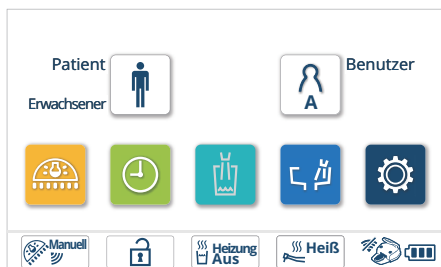 Patient
Benutzer
Erwachsener
A
Manuell
Heizung
Aus
Heiß